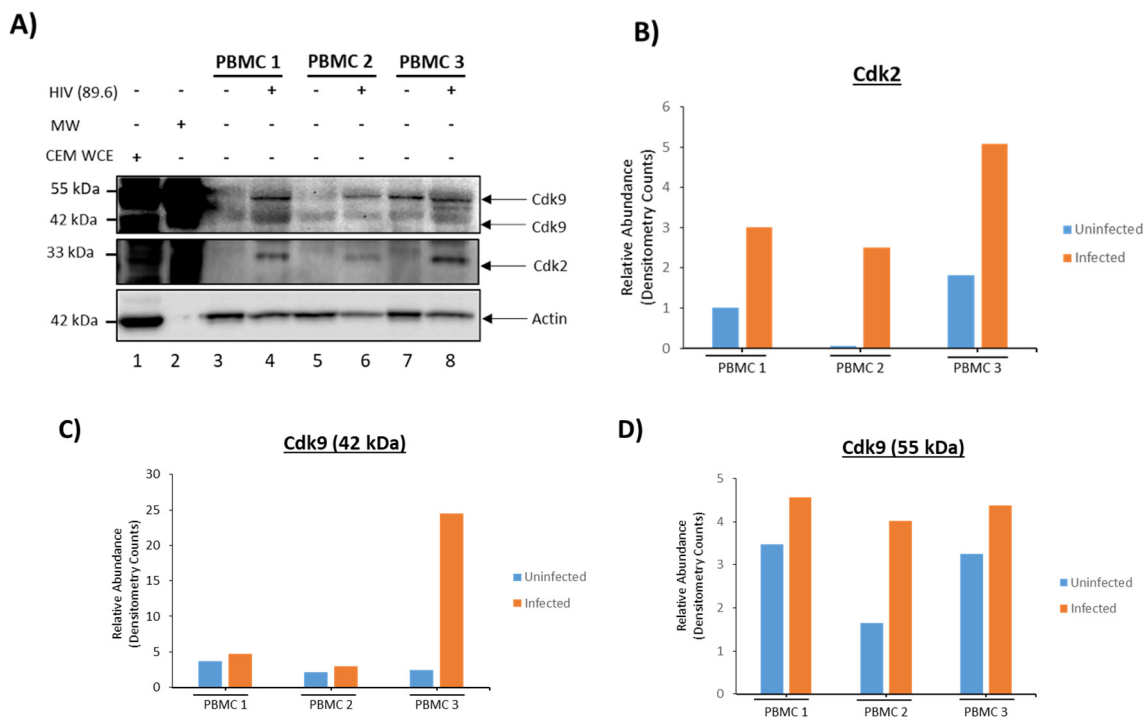 A)
PBMC 1 PBMC 2 PBMC 3
HIV (89.6) - - - + - + - +
MW - + - - - - - -
CEM WCE + - - - - - - -
55 kDa
Cdk9
42 kDa
Cdk9
33 kDa
Cdk2
42 kDa
Actin
1 2 3 4 5 6 7 8
B)
Cdk2
Relative Abundance
(Densitometry Counts)
6
5
4
3
2
1
0
PBMC 1 PBMC 2 PBMC 3
Uninfected
Infected
C)
Cdk9 (42 kDa)
Relative Abundance
(Densitometry Counts)
30
25
20
15
10
5
0
PBMC 1 PBMC 2 PBMC 3
Uninfected
Infected
D)
Cdk9 (55 kDa)
Relative Abundance
(Densitometry Counts)
5
4
3
2
1
0
PBMC 1 PBMC 2 PBMC 3
Uninfected
Infected